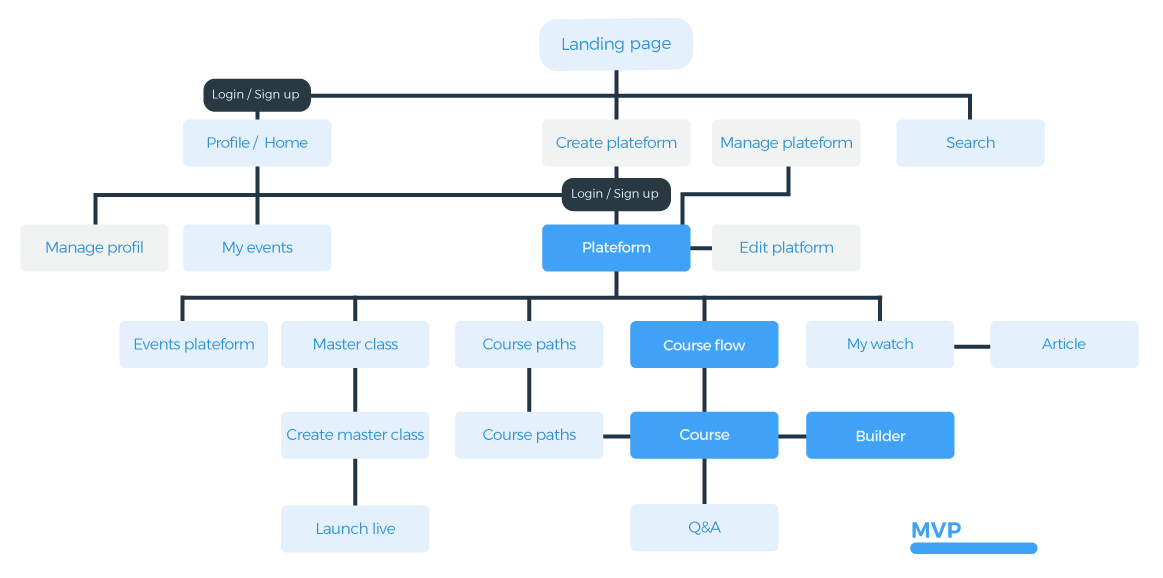 Landing page
Login / Sign up
Profile / Home
Create plateform
Manage plateform
Search
Login / Sign up
Manage profil
My events
Plateform
Edit platform
Events plateform
Master class
Course paths
Course flow
My watch
Article
Create master class
Course paths
Course
Builder
Launch live
Q&A
MVP